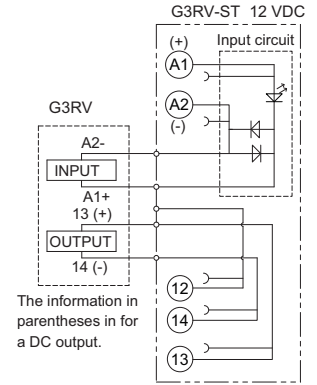 G3RV-ST 12 VDC
(+)
Input circuit
A1
A2
(-)
G3RV
A2-
INPUT
A1+
13 (+)
OUTPUT
14 (-)
12
14
13
The information in
parentheses in for
a DC output.